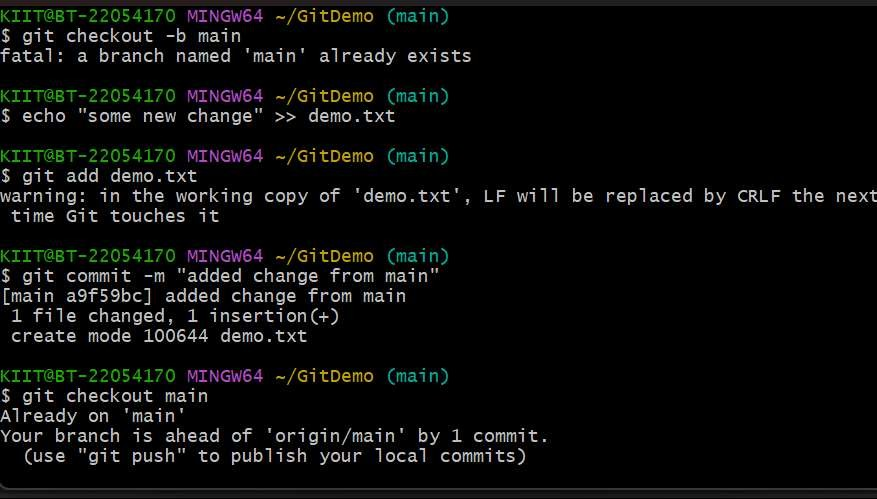 KIIT@BT-22054170 MINGW64 ~/GitDemo (main)
$ git checkout -b main
fatal: a branch named 'main' already exists
KIIT@BT-22054170 MINGW64 ~/GitDemo (main)
$ echo "some new change" >> demo.txt
KIIT@BT-22054170 MINGW64 ~/GitDemo (main)
$ git add demo.txt
warning: in the working copy of 'demo.txt', LF will be replaced by CRLF the next
 time Git touches it
KIIT@BT-22054170 MINGW64 ~/GitDemo (main)
$ git commit -m "added change from main"
[main a9f59bc] added change from main
 1 file changed, 1 insertion(+)
 create mode 100644 demo.txt
KIIT@BT-22054170 MINGW64 ~/GitDemo (main)
$ git checkout main
Already on 'main'
Your branch is ahead of 'origin/main' by 1 commit.
  (use "git push" to publish your local commits)